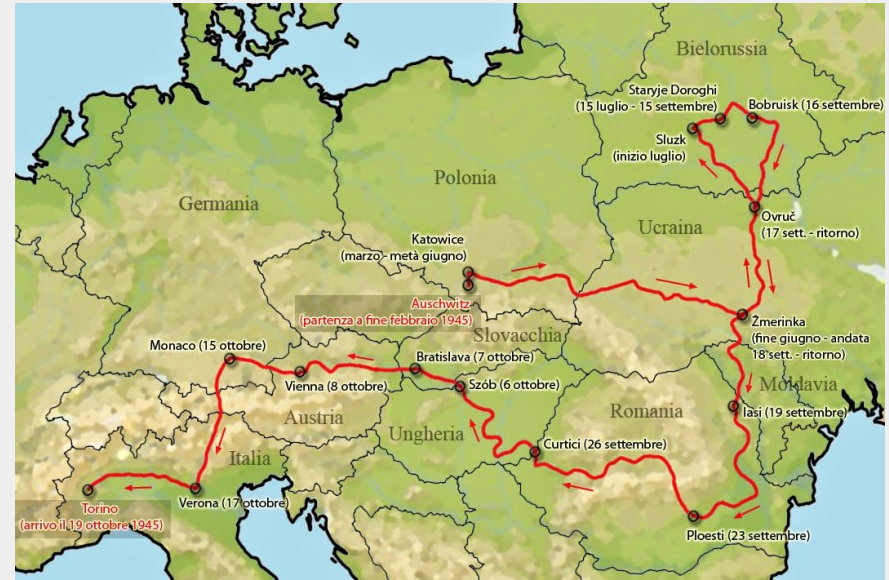 Bielorussia
Staryje Doroghi
(15 luglio - 15 settembre)
Bobruisk (16 settembre)
Sluzk
(inizio luglio)
Polonia
Germania
Ucraina
Ovruč
(17 sett. - ritorno)
Katowice
(marzo - metà giugno)
Auschwitz
(partenza a fine febbraio 1945)
Žmerinka
(fine giugno - andata
18 sett. - ritorno)
Slovacchia
Monaco (15 ottobre)
Bratislava (7 ottobre)
Vienna (8 ottobre)
Szób (6 ottobre)
Moldavia
Austria
Romania
Iasi (19 settembre)
Ungheria
Curtici (26 settembre)
Italia
Verona (17 ottobre)
Torino
(arrivo il 19 ottobre 1945)
Ploesti (23 settembre)